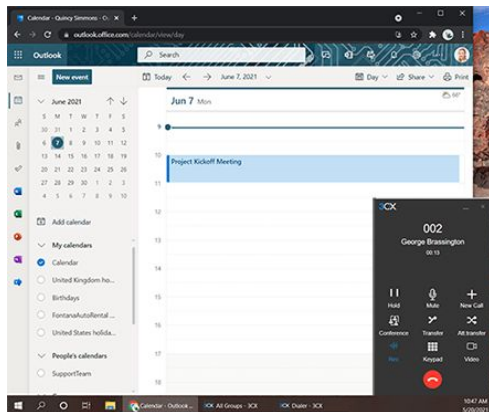 Calendar - Quincy Simmons - O
outlook.office.com/calendar/view/day
Outlook
Search
New event
Today
June 7, 2021
Day
Share
Print
June 2021
S M T W T F S
30 31 1 2 3 4 5
6 7 8 9 10 11 12
13 14 15 16 17 18 19
20 21 22 23 24 25 26
27 28 29 30 1 2 3
4 5 6 7 8 9 10
Jun 7 Mon
66°
9
10
Project Kickoff Meeting
11
12
13
14
15
16
17
18
Add calendar
My calendars
Calendar
United Kingdom ho...
Birthdays
FontanaAutoRental ...
United States holida...
People's calendars
SupportTeam
3CX
002
George Brassington
00:13
Hold
Mute
New Call
Conference
Transfer
Att.transfer
Rec
Keypad
Video
Calendar - Outlook ...
All Groups - 3CX
Dialer - 3CX
10:47 AM
5/20/2021